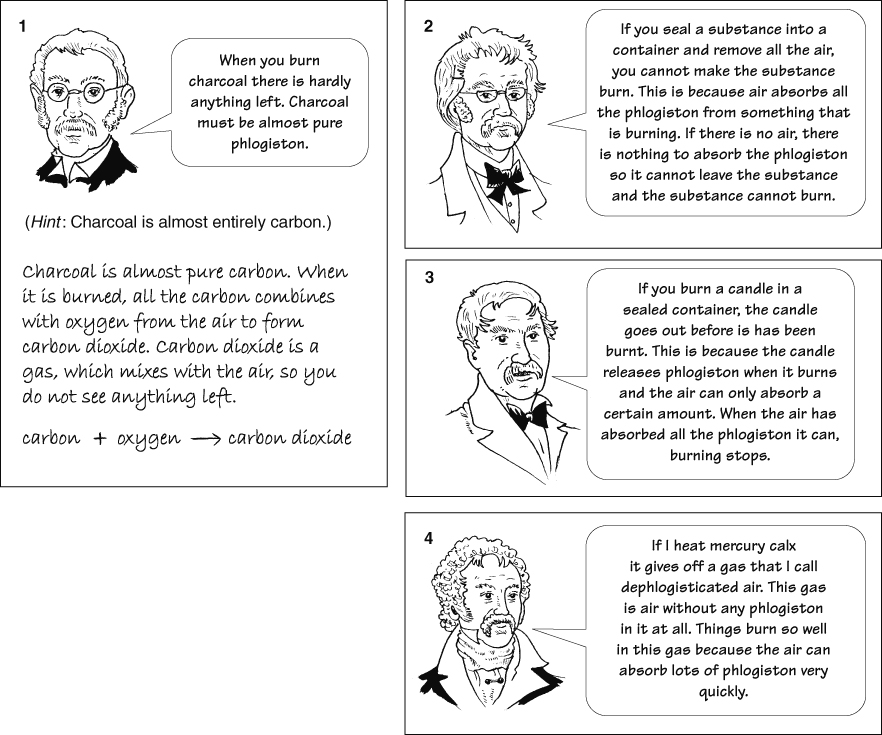 1
When you burn
charcoal there is hardly
anything left. Charcoal
must be almost pure
phlogiston.
(Hint: Charcoal is almost entirely carbon.)
Charcoal is almost pure carbon. When
it is burned, all the carbon combines
with oxygen from the air to form
carbon dioxide. Carbon dioxide is a
gas, which mixes with the air, so you
do not see anything left.
carbon + oxygen → carbon dioxide
2
If you seal a substance into a
container and remove all the air,
you cannot make the substance
burn. This is because air absorbs all
the phlogiston from something that
is burning. If there is no air, there
is nothing to absorb the phlogiston
so it cannot leave the substance
and the substance cannot burn.
3
If you burn a candle in a
sealed container, the candle
goes out before is has been
burnt. This is because the candle
releases phlogiston when it burns
and the air can only absorb a
certain amount. When the air has
absorbed all the phlogiston it can,
burning stops.
4
If I heat mercury calx
it gives off a gas that I call
dephlogisticated air. This gas
is air without any phlogiston
in it at all. Things burn so well
in this gas because the air can
absorb lots of phlogiston very
quickly.